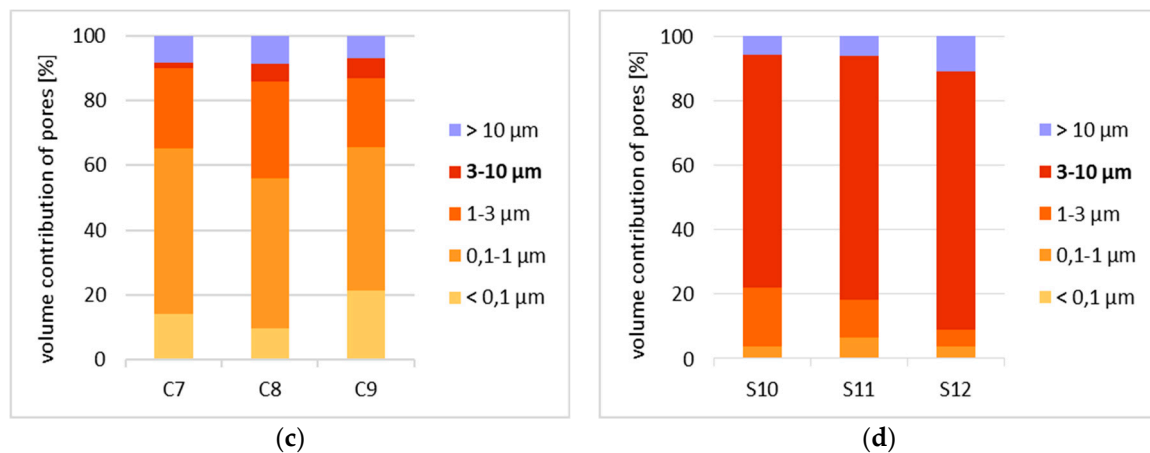 volume contribution of pores [%]
100
80
60
40
20
0
C7 C8 C9
> 10 µm
3-10 µm
1-3 µm
0,1-1 µm
< 0,1 µm
(c)
volume contribution of pores [%]
100
80
60
40
20
0
S10 S11 S12
> 10 µm
3-10 µm
1-3 µm
0,1-1 µm
< 0,1 µm
(d)